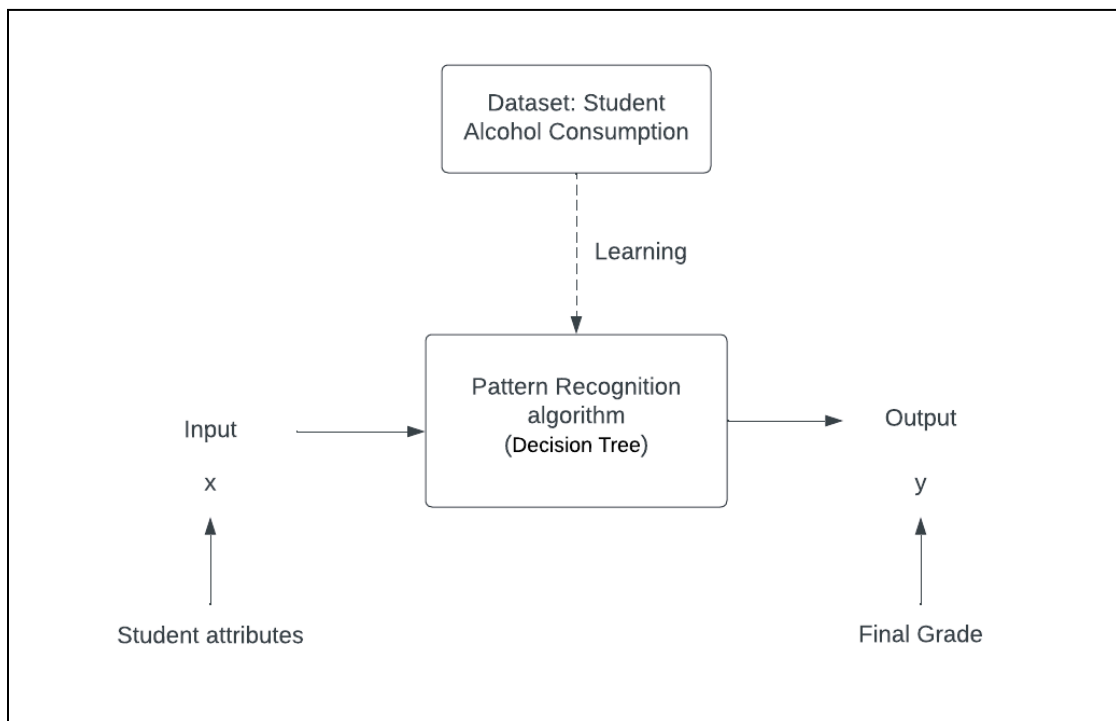 Dataset: Student
Alcohol Consumption
Learning
Pattern Recognition
algorithm
(Decision Tree)
Input
x
Student attributes
Output
y
Final Grade